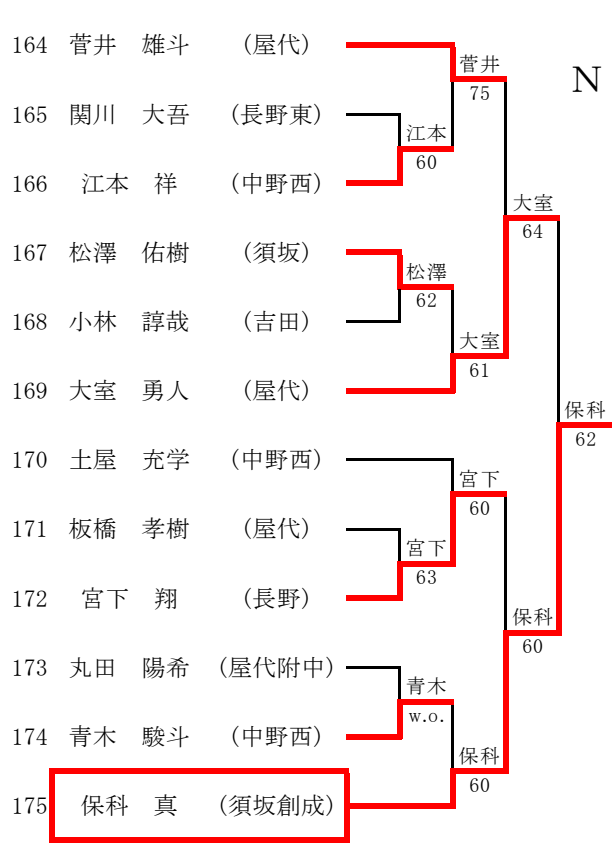 164 菅井 雄斗 (屋代)
菅井
N
75
165 関川 大吾 (長野東)
江本
60
166 江本 祥 (中野西)
大室
64
167 松澤 佑樹 (須坂)
松澤
62
168 小林 諄哉 (吉田)
大室
61
169 大室 勇人 (屋代)
保科
62
170 土屋 充学 (中野西)
宮下
60
171 板橋 孝樹 (屋代)
宮下
63
172 宮下 翔 (長野)
保科
60
173 丸田 陽希 (屋代附中)
青木
w.o.
174 青木 駿斗 (中野西)
保科
60
175 保科 真 (須坂創成)